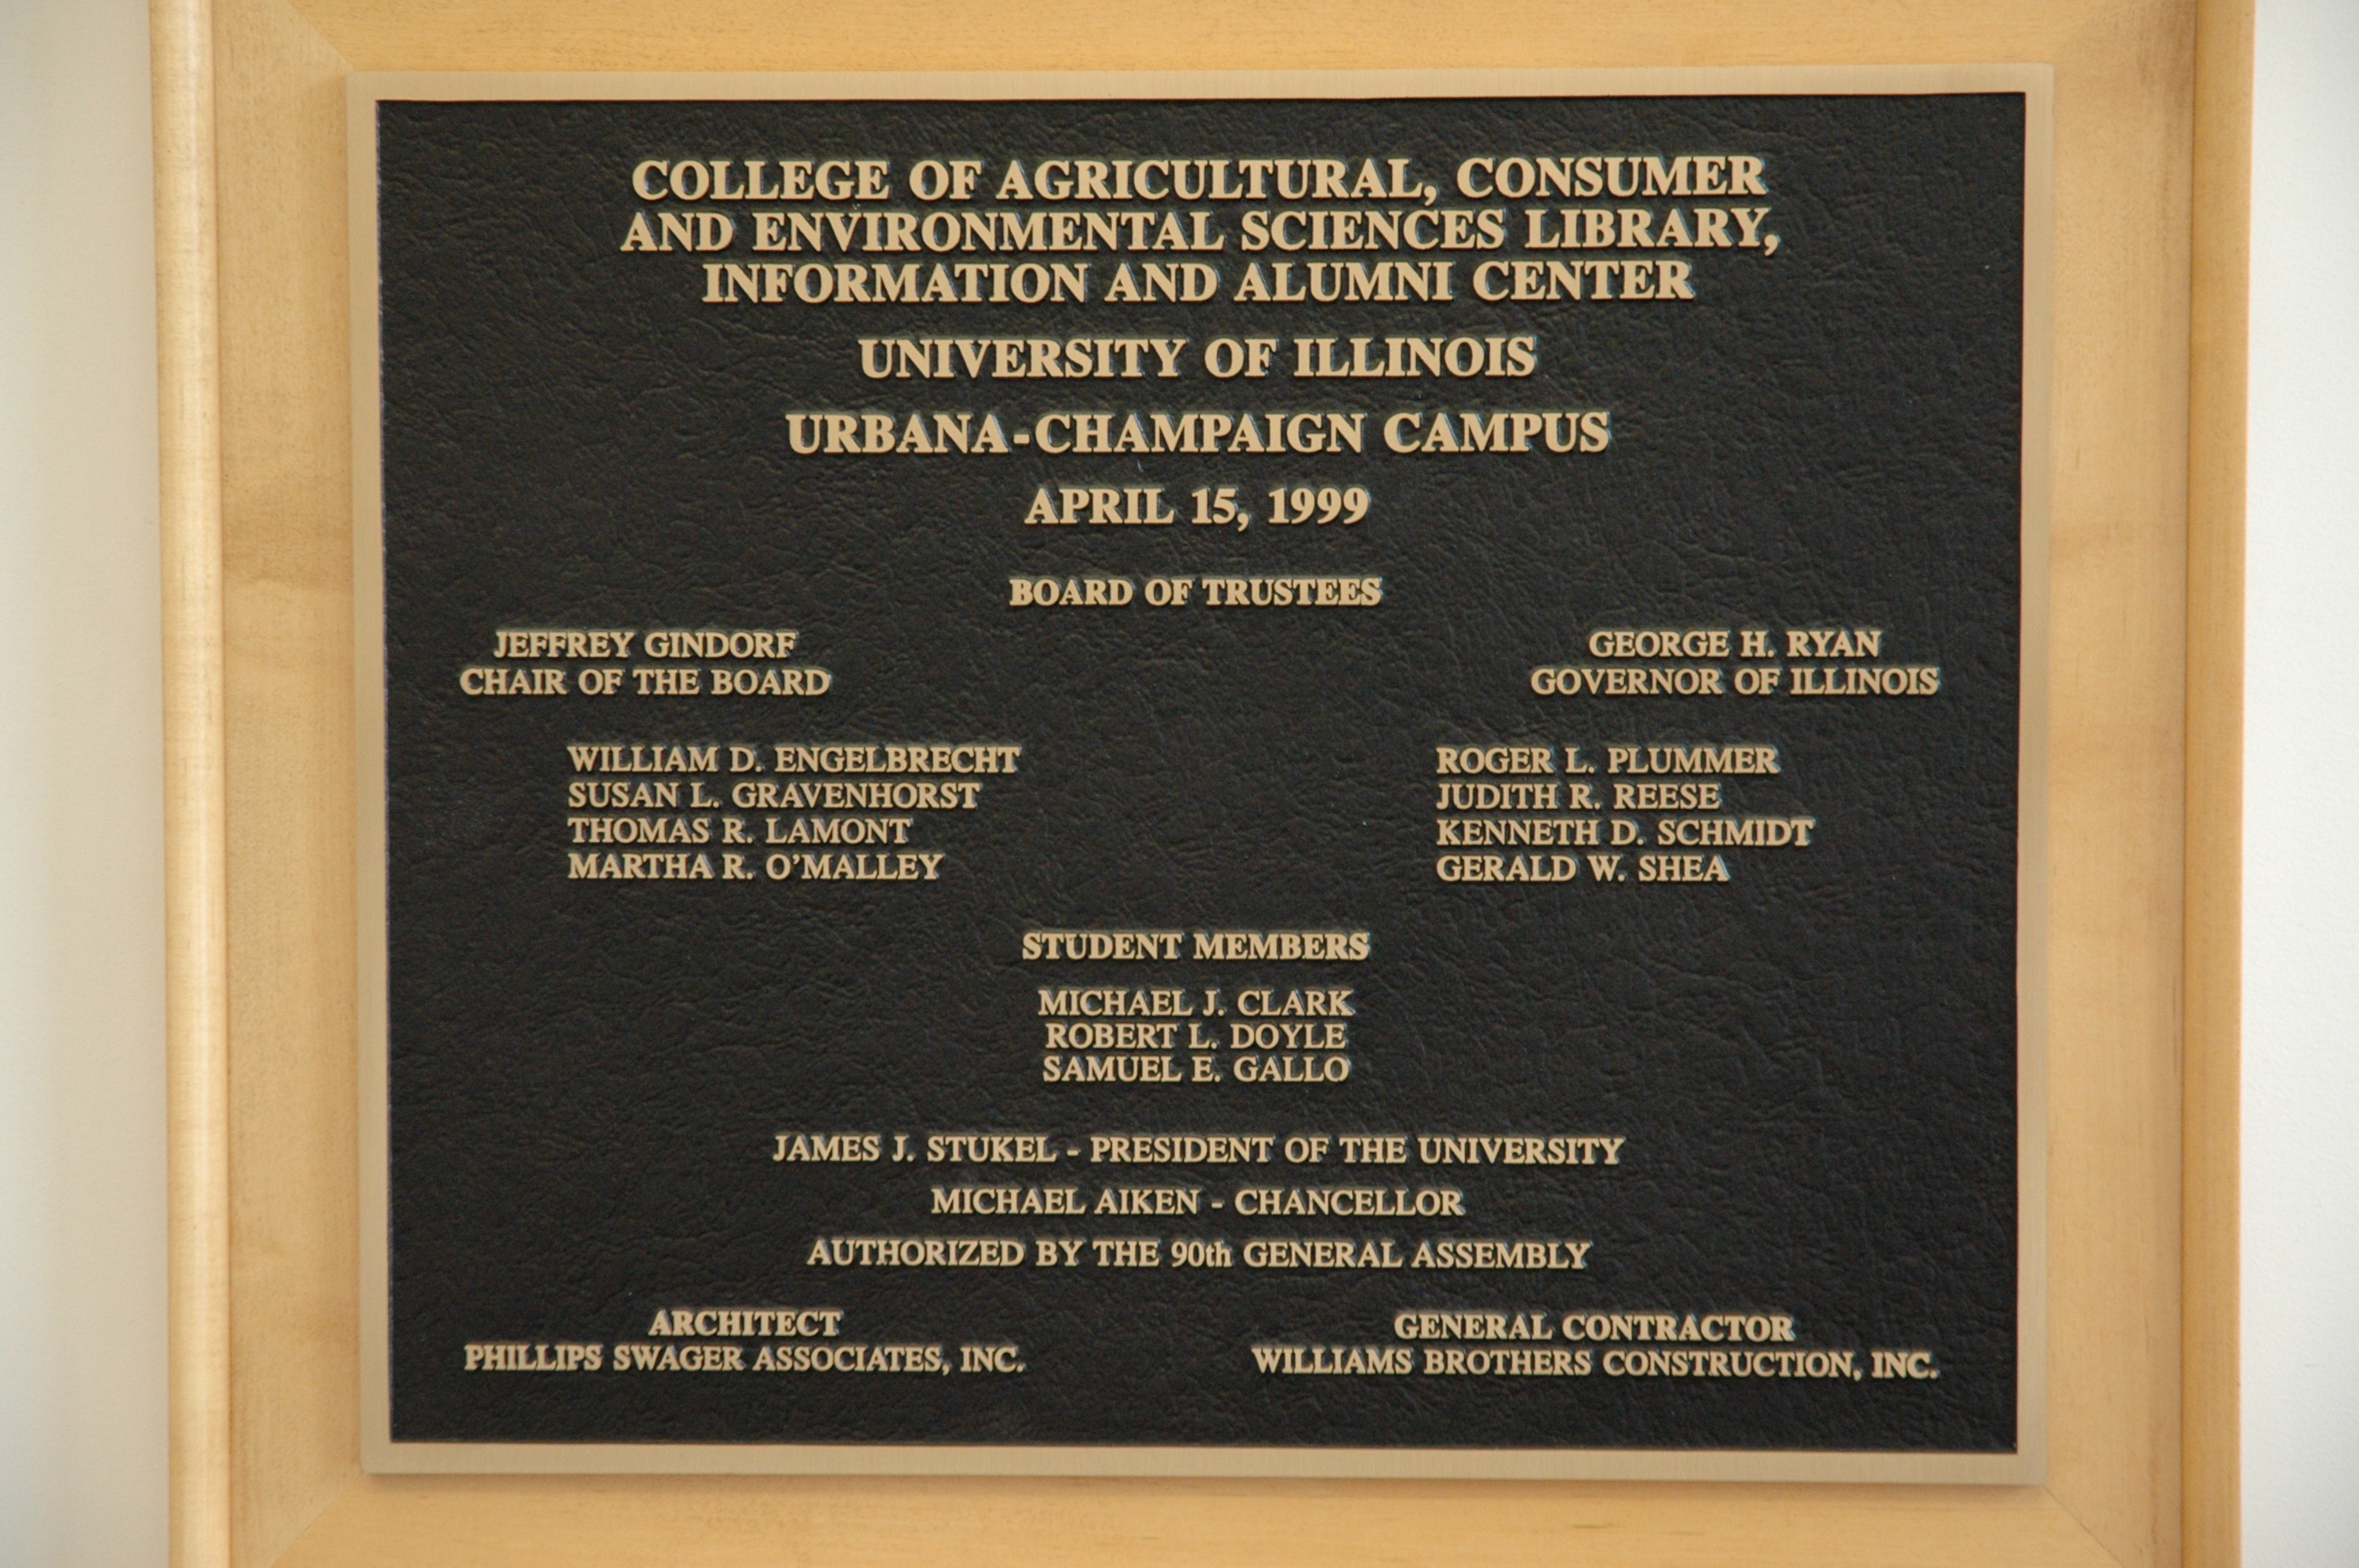 COLLEGE OF AGRICULTURAL, CONSUMER
AND ENVIRONMENTAL SCIENCES LIBRARY,
INFORMATION AND ALUMNI CENTER
UNIVERSITY OF ILLINOIS
URBANA-CHAMPAIGN CAMPUS
APRIL 15, 1999
BOARD OF TRUSTEES
JEFFREY GINDORF
CHAIR OF THE BOARD
GEORGE H. RYAN
GOVERNOR OF ILLINOIS
WILLIAM D. ENGELBRECHT
SUSAN L. GRAVENHORST
THOMAS R. LAMONT
MARTHA R. O'MALLEY
ROGER L. PLUMMER
JUDITH R. REESE
KENNETH D. SCHMIDT
GERALD W. SHEA
STUDENT MEMBERS
MICHAEL J. CLARK
ROBERT L. DOYLE
SAMUEL E. GALLO
JAMES J. STUKEL - PRESIDENT OF THE UNIVERSITY
MICHAEL AIKEN - CHANCELLOR
AUTHORIZED BY THE 90th GENERAL ASSEMBLY
ARCHITECT
PHILLIPS SWAGER ASSOCIATES, INC.
GENERAL CONTRACTOR
WILLIAMS BROTHERS CONSTRUCTION, INC.